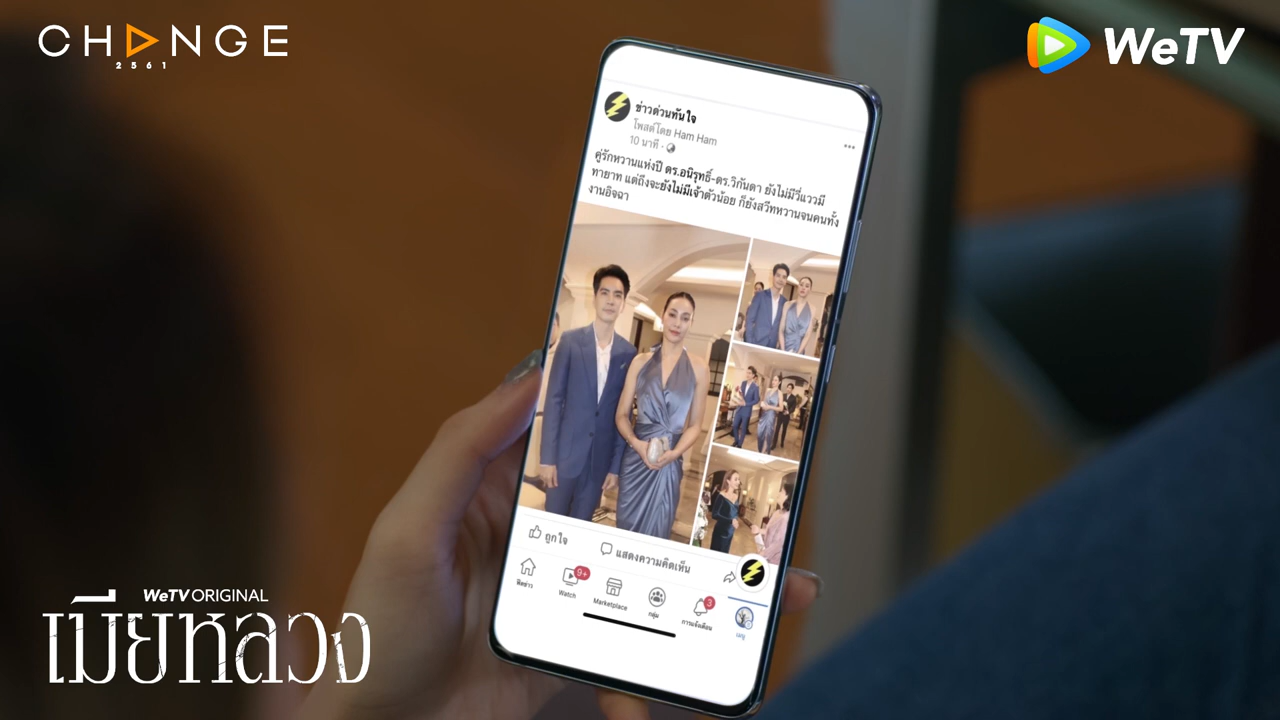 CHANGE
2561
WeTV
ข่าวด่วนทันใจ
โพสต์โดย Ham Ham
10 นาที ·
คู่รักหวานแห่งปี ดร.อนิรุทธิ์-ดร.วิกันดา ยังไม่มีวี่แววมี
ทายาท แต่ถึงจะยังไม่มีเจ้าตัวน้อย ก็ยังสวีทหวานจนคนทั้ง
งานอิจฉา
ถูกใจ
แสดงความคิดเห็น
9+
3
ฟีดข่าว
Watch
Marketplace
กลุ่ม
การแจ้งเตือน
เมนู
WeTV ORIGINAL
เมียหลวง